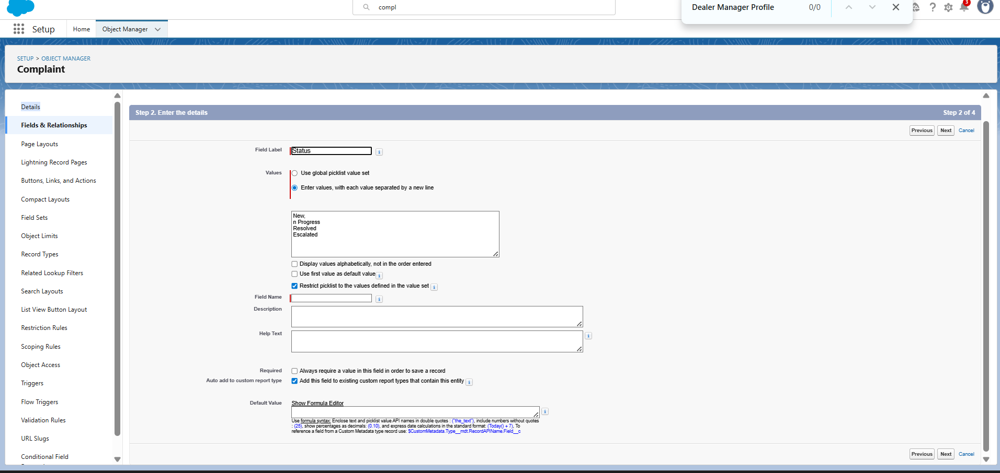 compl
Dealer Manager Profile 0/0
3
Setup Home Object Manager
SETUP > OBJECT MANAGER
Complaint
Details
Fields & Relationships
Page Layouts
Lightning Record Pages
Buttons, Links, and Actions
Compact Layouts
Field Sets
Object Limits
Record Types
Related Lookup Filters
Search Layouts
List View Button Layout
Restriction Rules
Scoping Rules
Object Access
Triggers
Flow Triggers
Validation Rules
URL Slugs
Conditional Field
Step 2. Enter the details Step 2 of 4
Previous Next Cancel
Field Label Status i
Values Use global picklist value set
Enter values, with each value separated by a new line
New,
n Progress
Resolved
Escalated
Display values alphabetically, not in the order entered
Use first value as default value i
Restrict picklist to the values defined in the value set i
Field Name i
Description
Help Text i
Required Always require a value in this field in order to save a record
Auto add to custom report type Add this field to existing custom report types that contain this entity i
Default Value Show Formula Editor
i
Use formula syntax: Enclose text and picklist value API names in double quotes : ("the_text"), include numbers without quotes
: (25), show percentages as decimals: (0.10), and express date calculations in the standard format: (Today() + 7), To
reference a field from a Custom Metadata type record use: $CustomMetadata.Type__mdt.RecordAPIName.Field__c
Previous Next Cancel